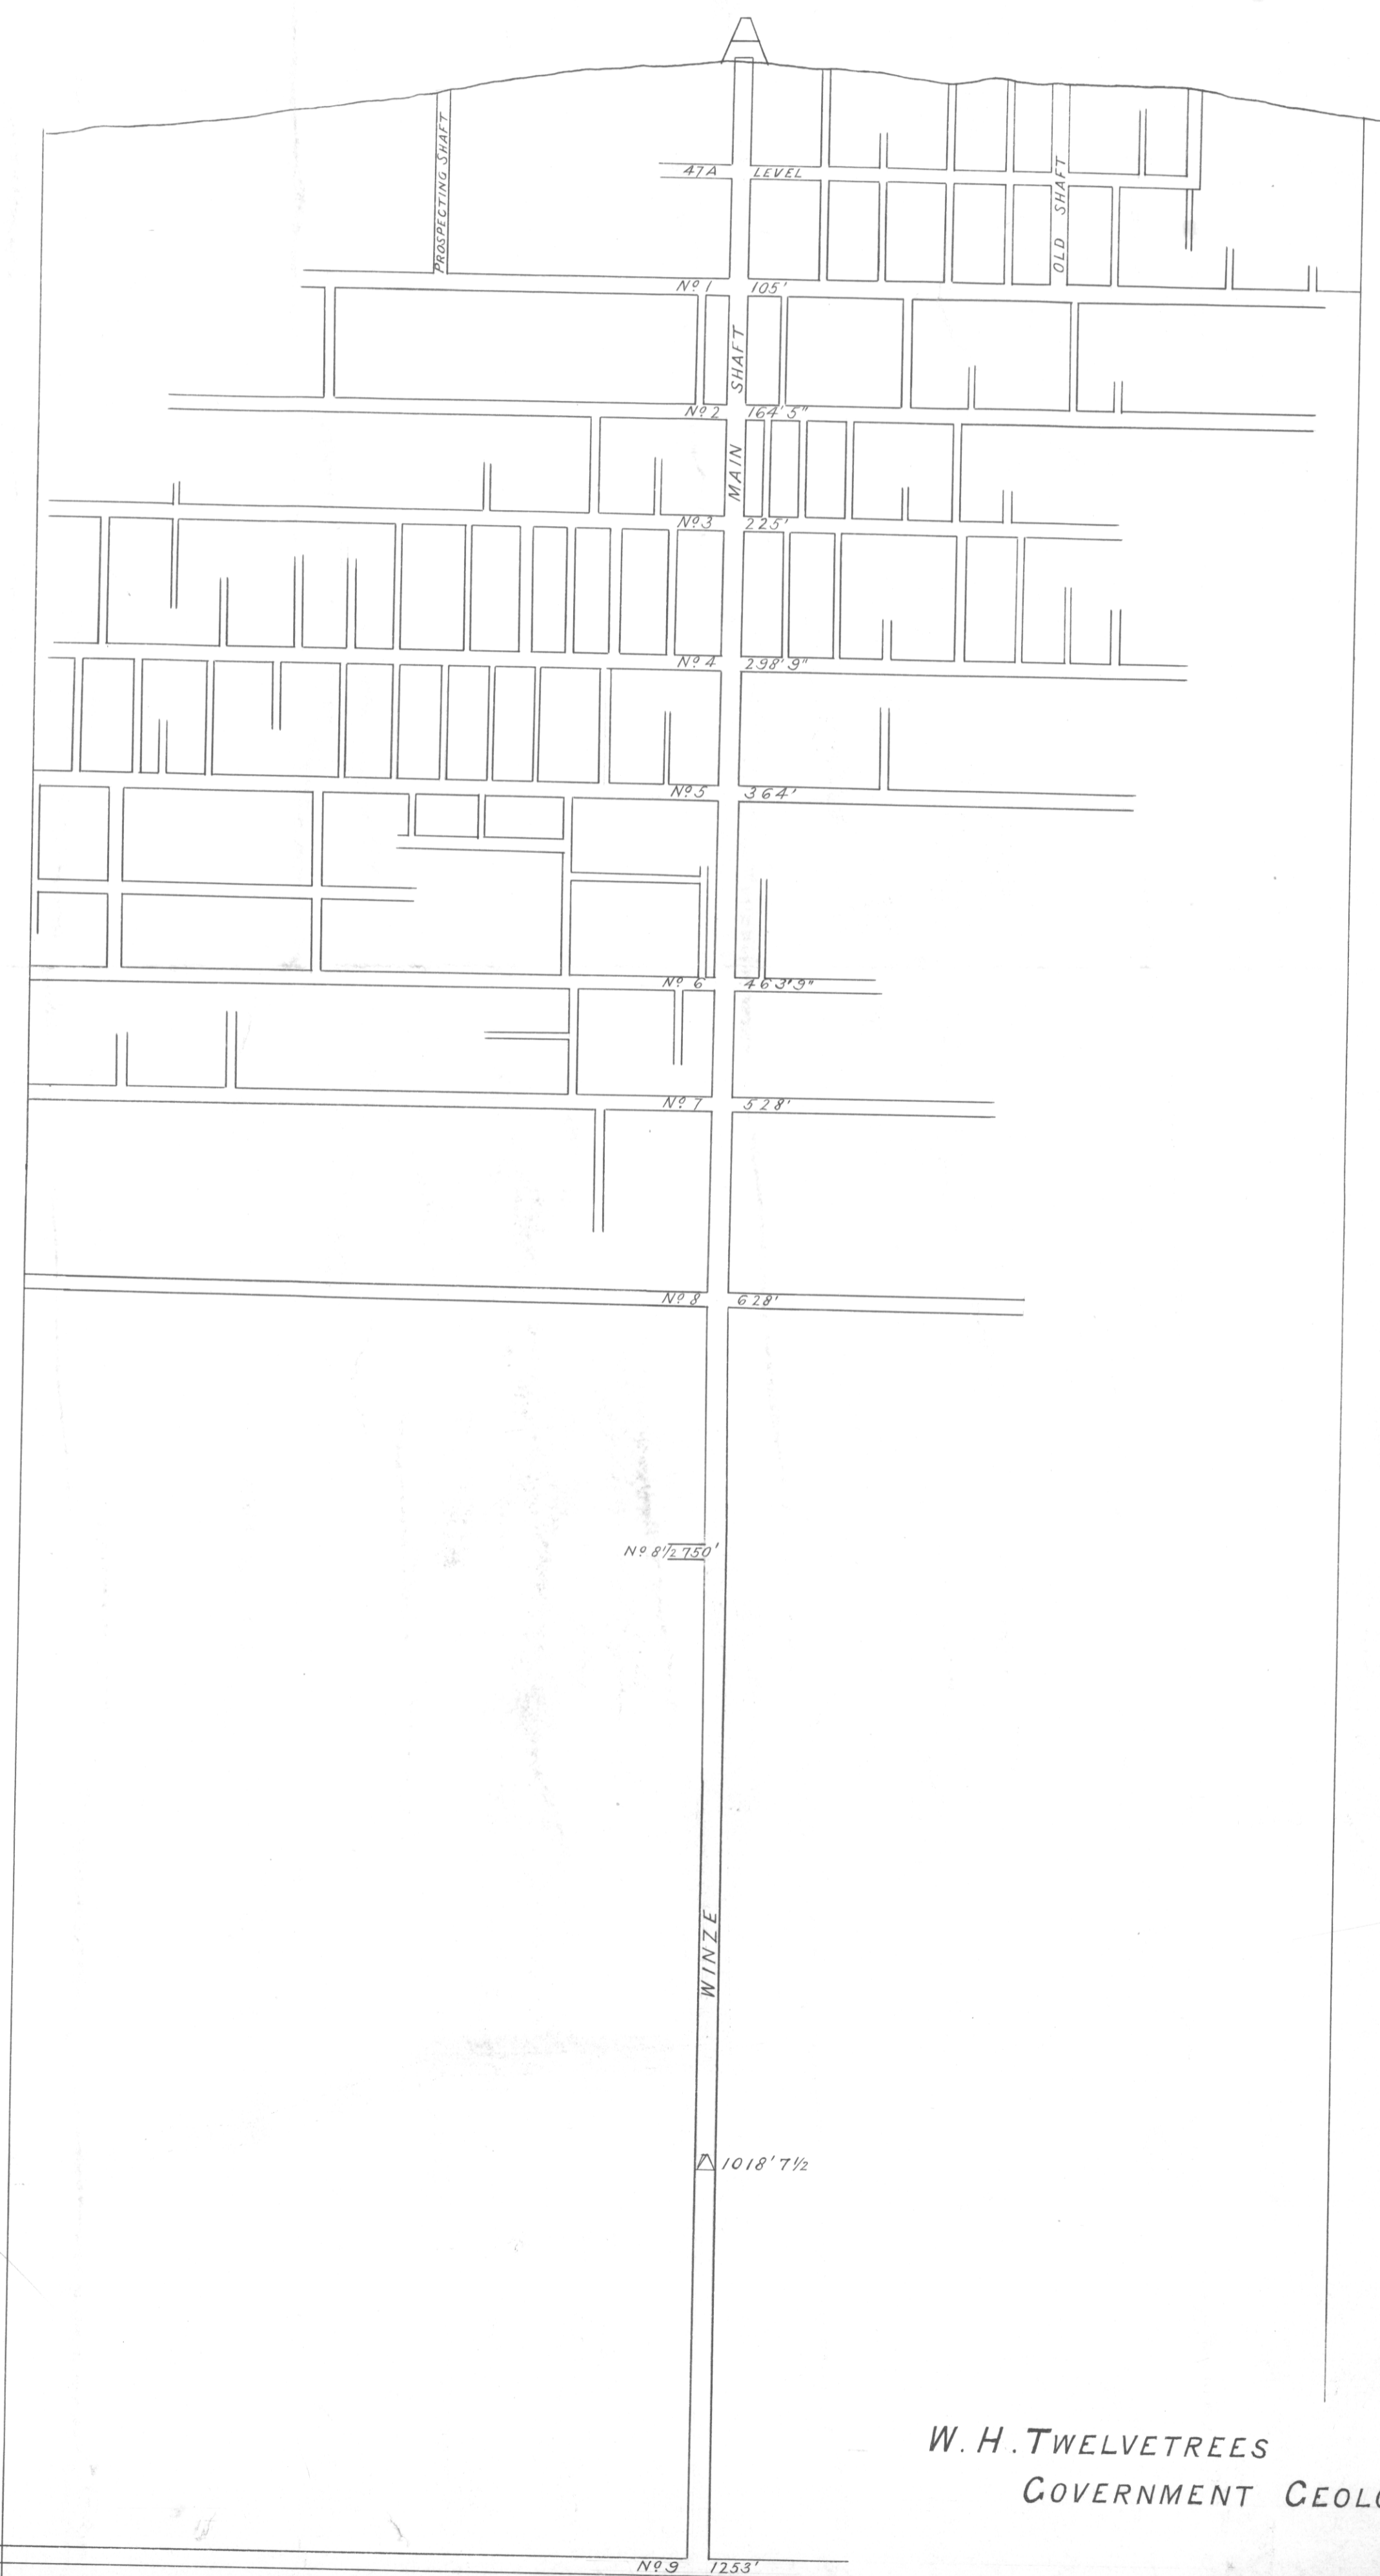 PROSPECTING SHAFT
47A LEVEL
OLD SHAFT
Nº 1 105'
MAIN SHAFT
Nº 2 164'5"
Nº 3 225'
Nº 4 298'9"
Nº 5 364'
Nº 6 463'9"
Nº 7 528'
Nº 8 628'
Nº 8½ 750'
WINZE
1018'7½
W. H. TWELVETREES
GOVERNMENT GEOLO
Nº 9 1253'